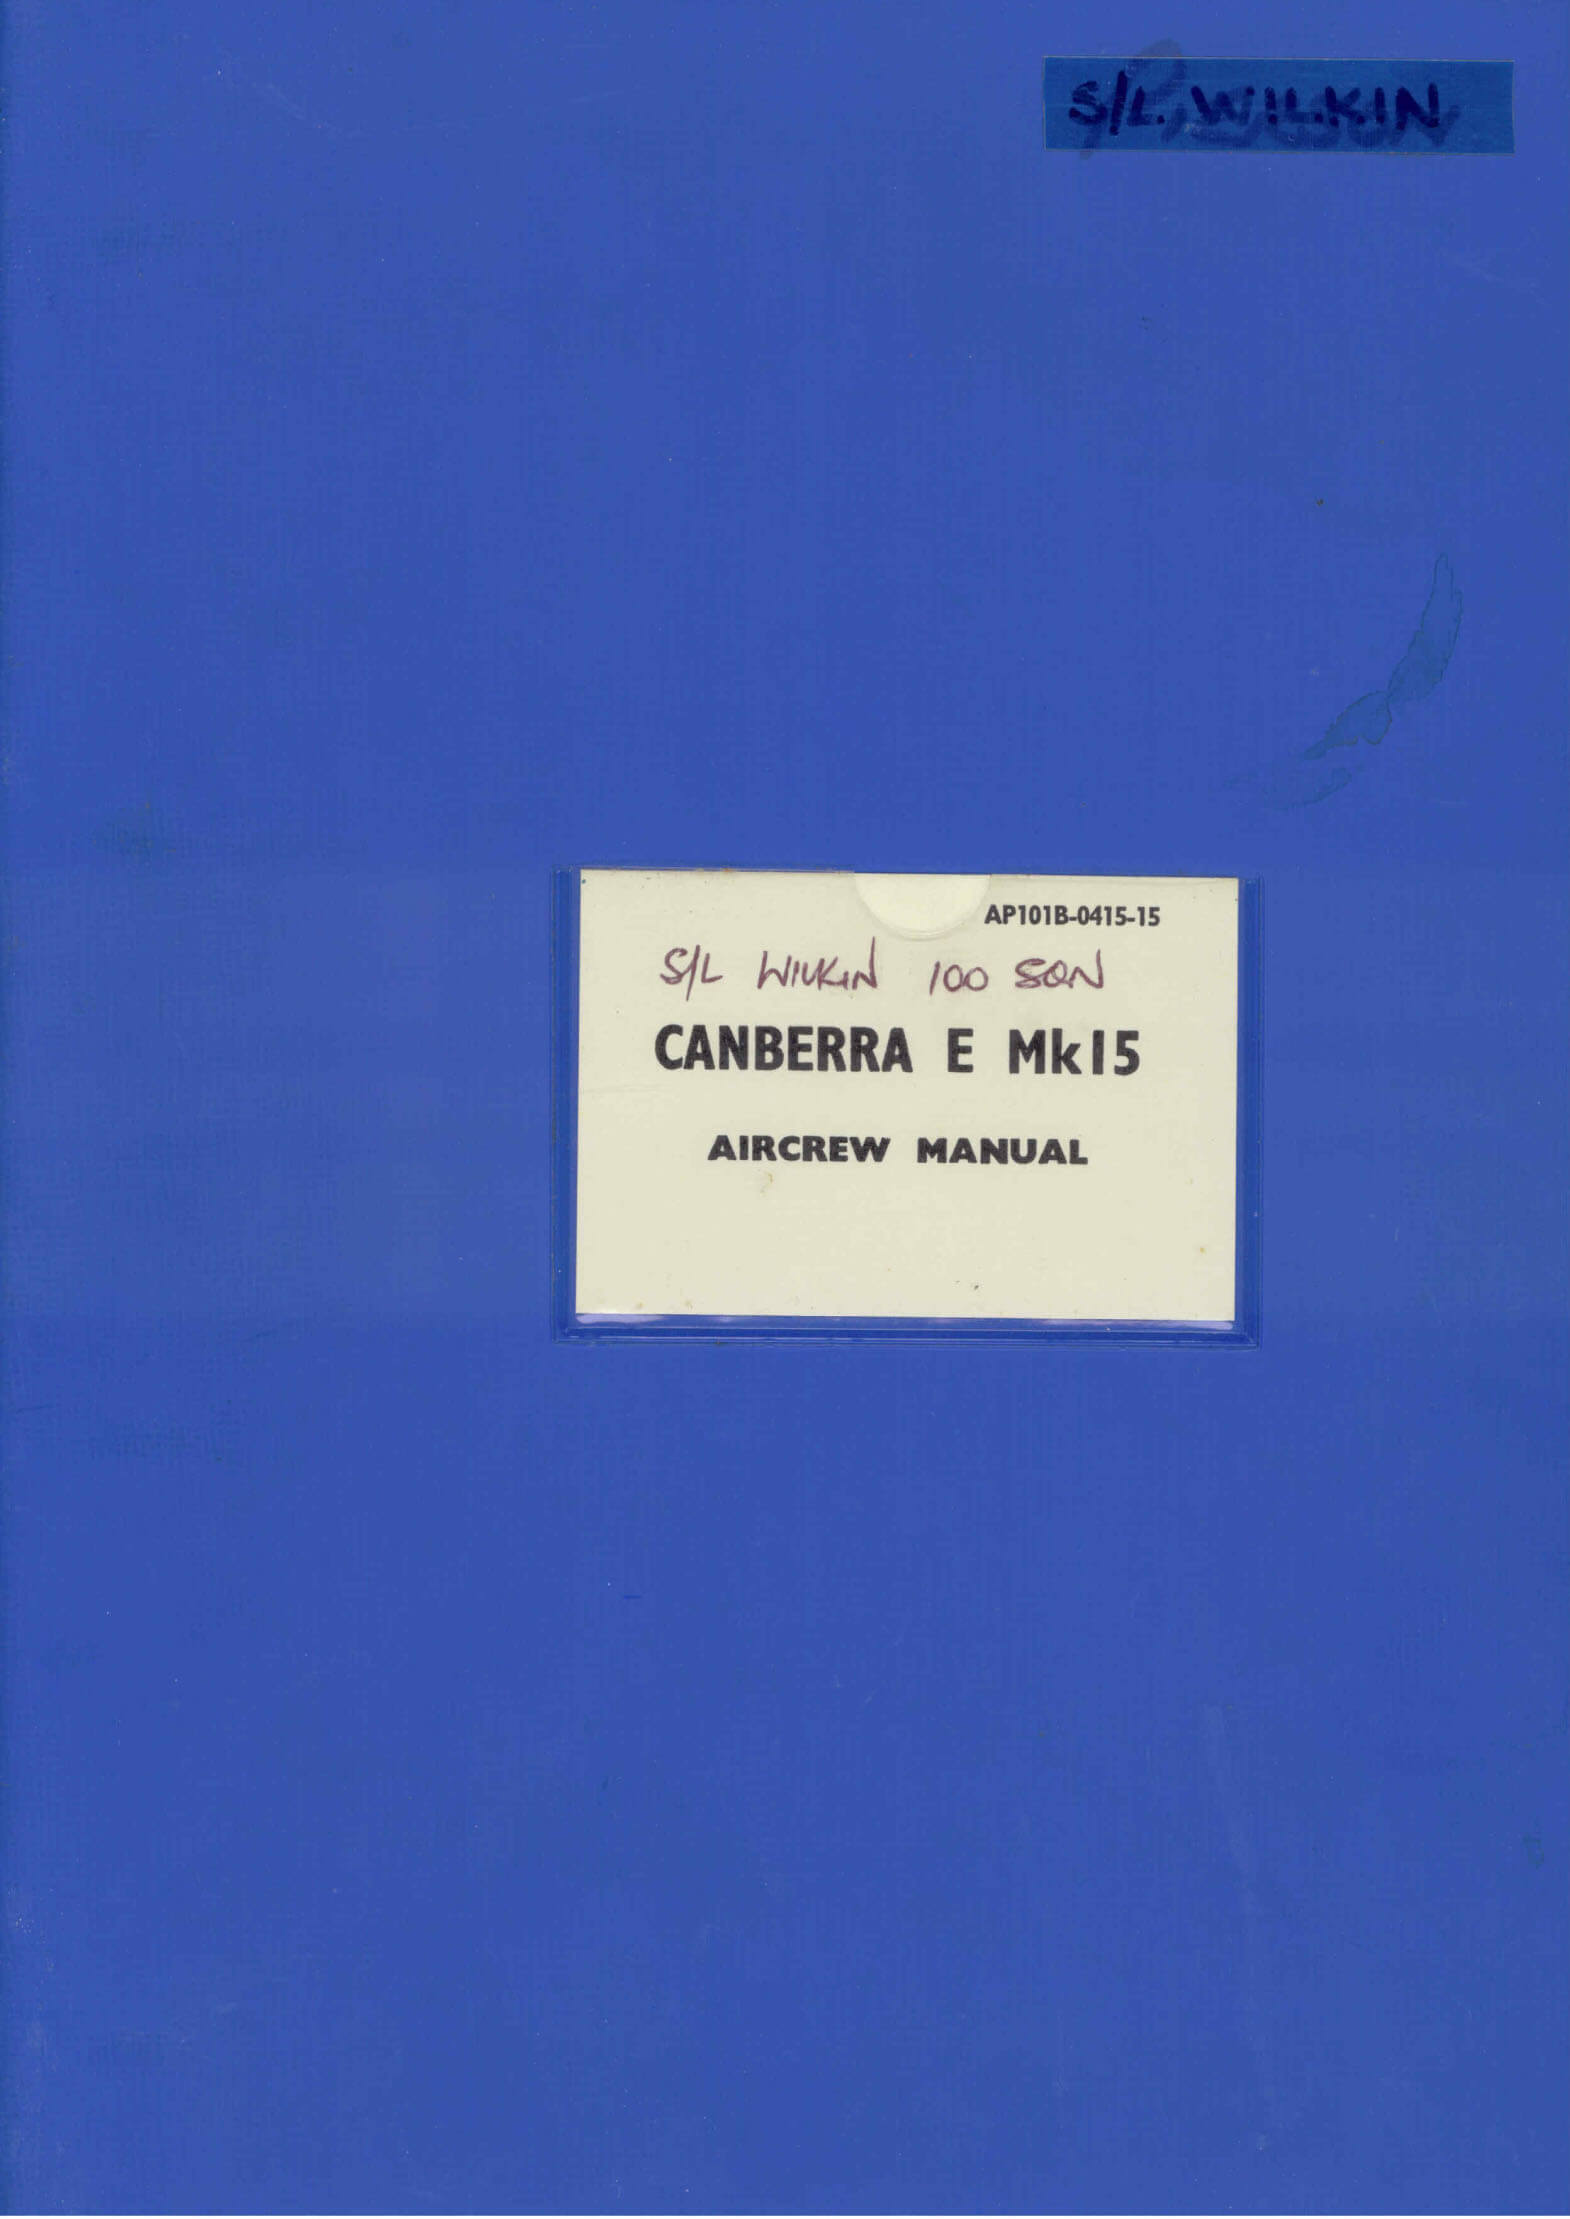 S/L. WILKIN
AP101B-0415-15
S/L WILKIN 100 SQN
CANBERRA E Mk15
AIRCREW MANUAL